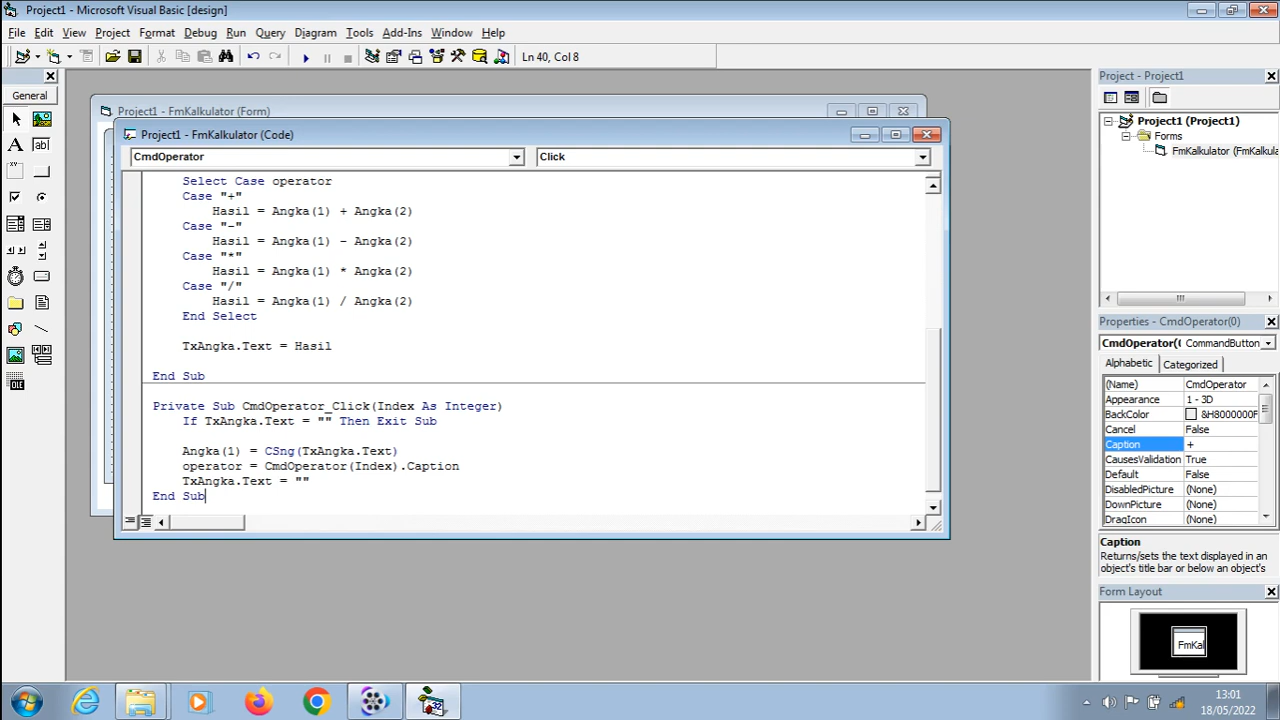 Project1 - Microsoft Visual Basic [design]
File Edit View Project Format Debug Run Query Diagram Tools Add-Ins Window Help
Ln 40, Col 8
General
Project1 - FmKalkulator (Form)
Project1 - FmKalkulator (Code)
CmdOperator Click
Select Case operator
Case "+"
Hasil = Angka(1) + Angka(2)
Case "-"
Hasil = Angka(1) - Angka(2)
Case "*"
Hasil = Angka(1) * Angka(2)
Case "/"
Hasil = Angka(1) / Angka(2)
End Select
TxAngka.Text = Hasil
End Sub
Private Sub CmdOperator_Click(Index As Integer)
If TxAngka.Text = "" Then Exit Sub
Angka(1) = CSng(TxAngka.Text)
operator = CmdOperator(Index).Caption
TxAngka.Text = ""
End Sub
Project - Project1
Project1 (Project1)
Forms
FmKalkulator (FmKalkula
Properties - CmdOperator(0)
CmdOperator(( CommandButton
Alphabetic Categorized
(Name) CmdOperator
Appearance 1 - 3D
BackColor &H8000000F
Cancel False
Caption +
CausesValidation True
Default False
DisabledPicture (None)
DownPicture (None)
DragIcon (None)
Caption
Returns/sets the text displayed in an
object's title bar or below an object's
Form Layout
FmKal
13:01
18/05/2022